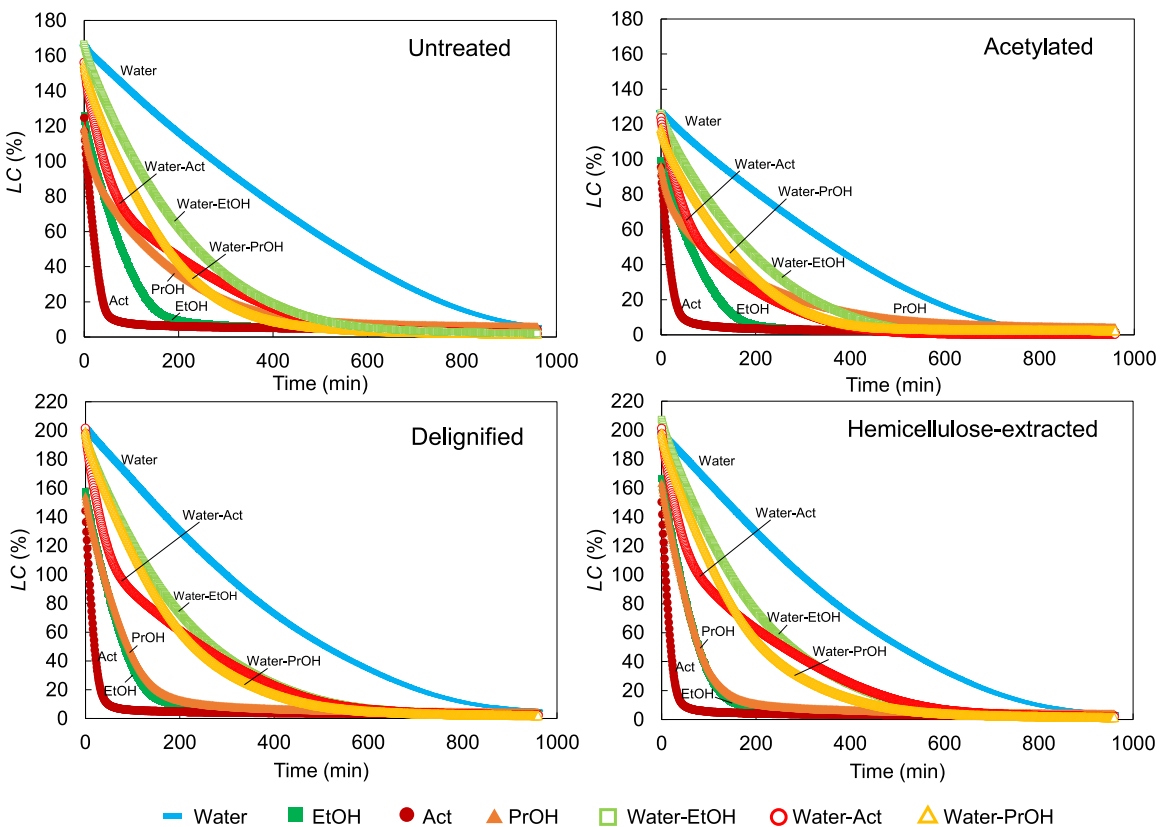 Untreated
180
160
140
120
100
80
60
40
20
0
LC (%)
Water
Water-Act
Water-EtOH
Water-PrOH
PrOH
Act
EtOH
0 200 400 600 800 1000
Time (min)
Acetylated
180
160
140
120
100
80
60
40
20
0
LC (%)
Water
Water-Act
Water-PrOH
Water-EtOH
Act
EtOH
PrOH
0 200 400 600 800 1000
Time (min)
Delignified
220
200
180
160
140
120
100
80
60
40
20
0
LC (%)
Water
Water-Act
Water-EtOH
PrOH
Act
Water-PrOH
EtOH
0 200 400 600 800 1000
Time (min)
Hemicellulose-extracted
220
200
180
160
140
120
100
80
60
40
20
0
LC (%)
Water
Water-Act
Water-EtOH
PrOH
Water-PrOH
Act
EtOH
0 200 400 600 800 1000
Time (min)
Water EtOH Act PrOH Water-EtOH Water-Act Water-PrOH